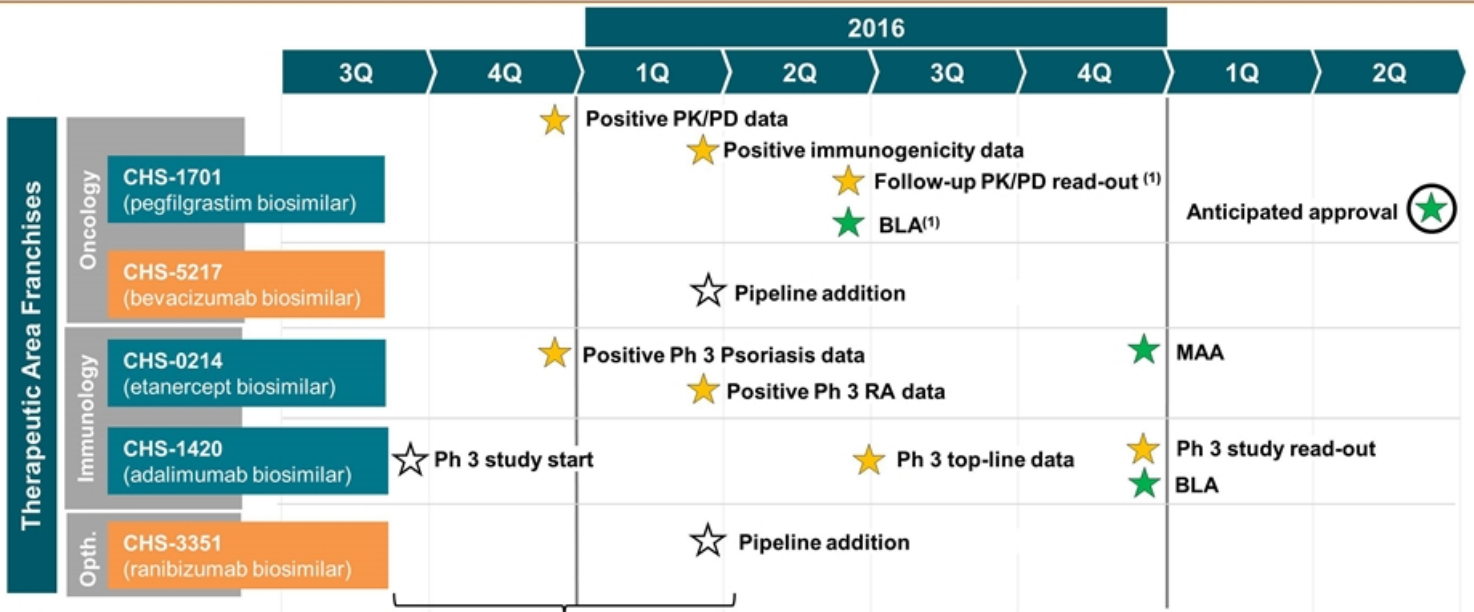 2016
3Q 4Q 1Q 2Q 3Q 4Q 1Q 2Q
Therapeutic Area Franchises
Oncology
CHS-1701
(pegfilgrastim biosimilar)
Positive PK/PD data
Positive immunogenicity data
Follow-up PK/PD read-out (1)
BLA(1)
Anticipated approval
CHS-5217
(bevacizumab biosimilar)
Pipeline addition
Immunology
CHS-0214
(etanercept biosimilar)
Positive Ph 3 Psoriasis data
Positive Ph 3 RA data
MAA
CHS-1420
(adalimumab biosimilar)
Ph 3 study start
Ph 3 top-line data
Ph 3 study read-out
BLA
Opth.
CHS-3351
(ranibizumab biosimilar)
Pipeline addition